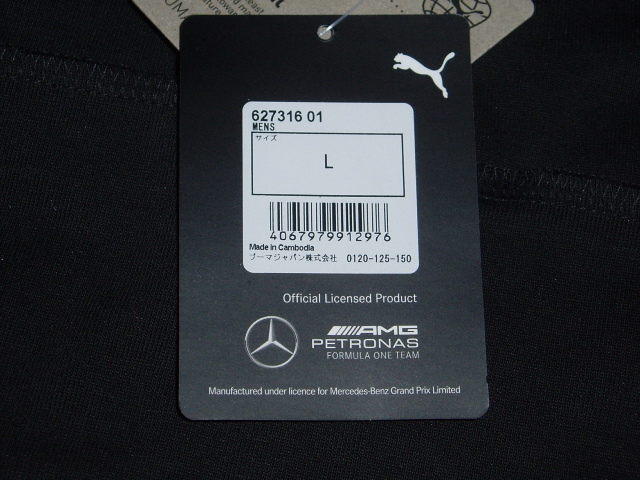 627316 01
MENS
サイズ
L
4067979912976
Made in Cambodia
プーマジャパン株式会社 0120-125-150
Official Licensed Product
AMG
PETRONAS
FORMULA ONE TEAM
Manufactured under licence for Mercedes-Benz Grand Prix Limited